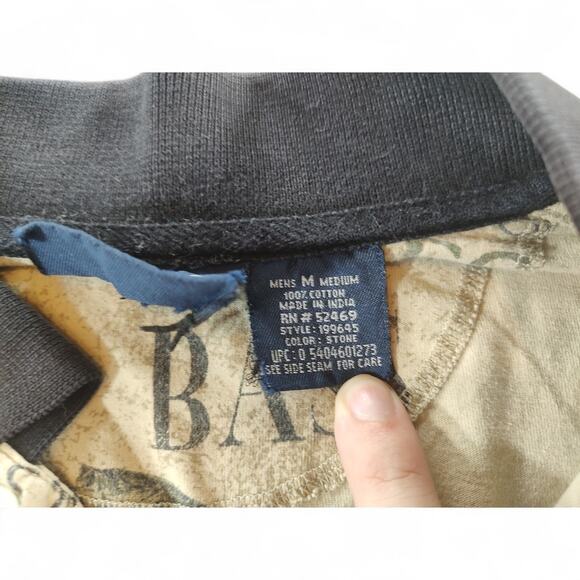 MENS M MEDIUM
100% COTTON
MADE IN INDIA
RN # 52469
STYLE: 199645
COLOR: STONE
UPC: 0 5404601273
SEE SIDE SEAM FOR CARE
BAS